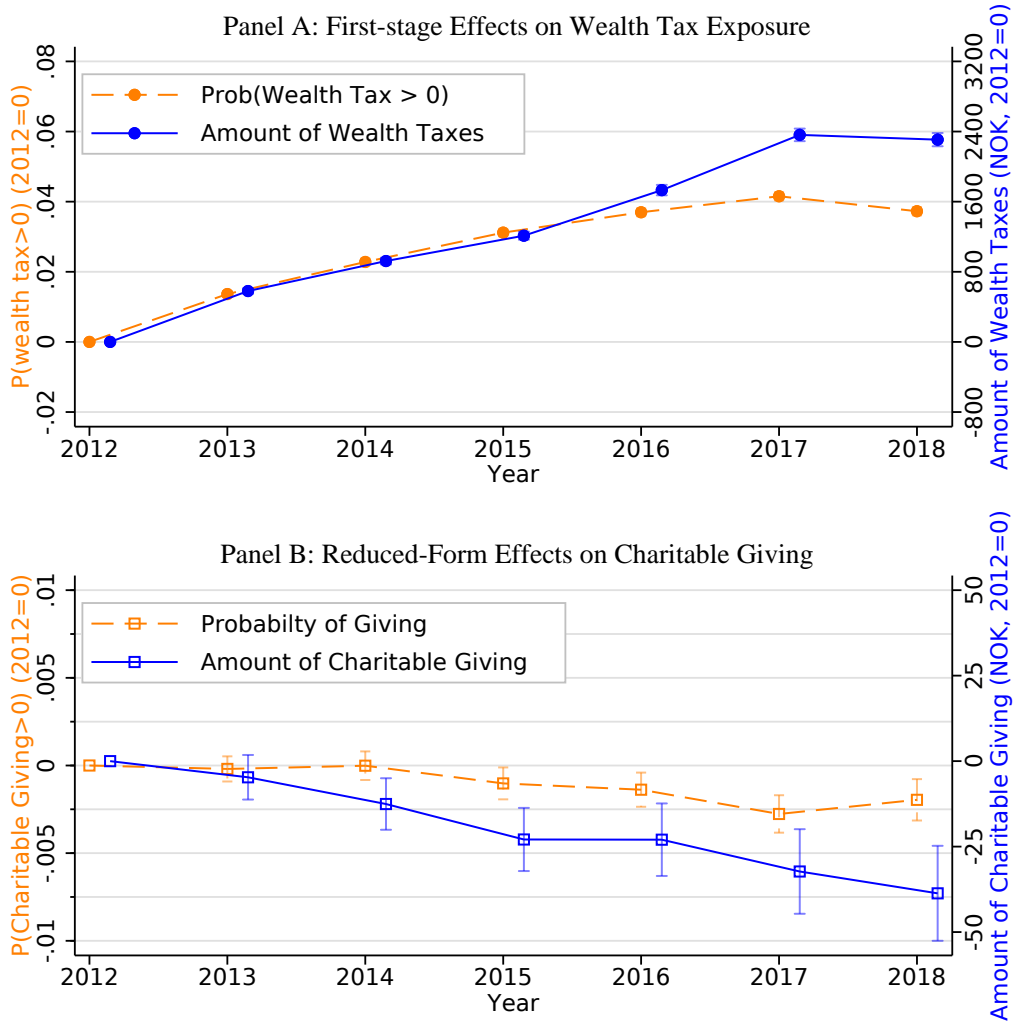 Panel A: First-stage Effects on Wealth Tax Exposure
P(wealth tax>0) (2012=0)
.08
.06
.04
.02
0
-.02
Prob(Wealth Tax > 0)
Amount of Wealth Taxes
3200
2400
1600
800
0
-800
Amount of Wealth Taxes (NOK, 2012=0)
2012 2013 2014 2015 2016 2017 2018
Year
Panel B: Reduced-Form Effects on Charitable Giving
P(Charitable Giving>0) (2012=0)
.01
.005
0
-.005
-.01
Probabilty of Giving
Amount of Charitable Giving
50
25
0
-25
-50
Amount of Charitable Giving (NOK, 2012=0)
2012 2013 2014 2015 2016 2017 2018
Year